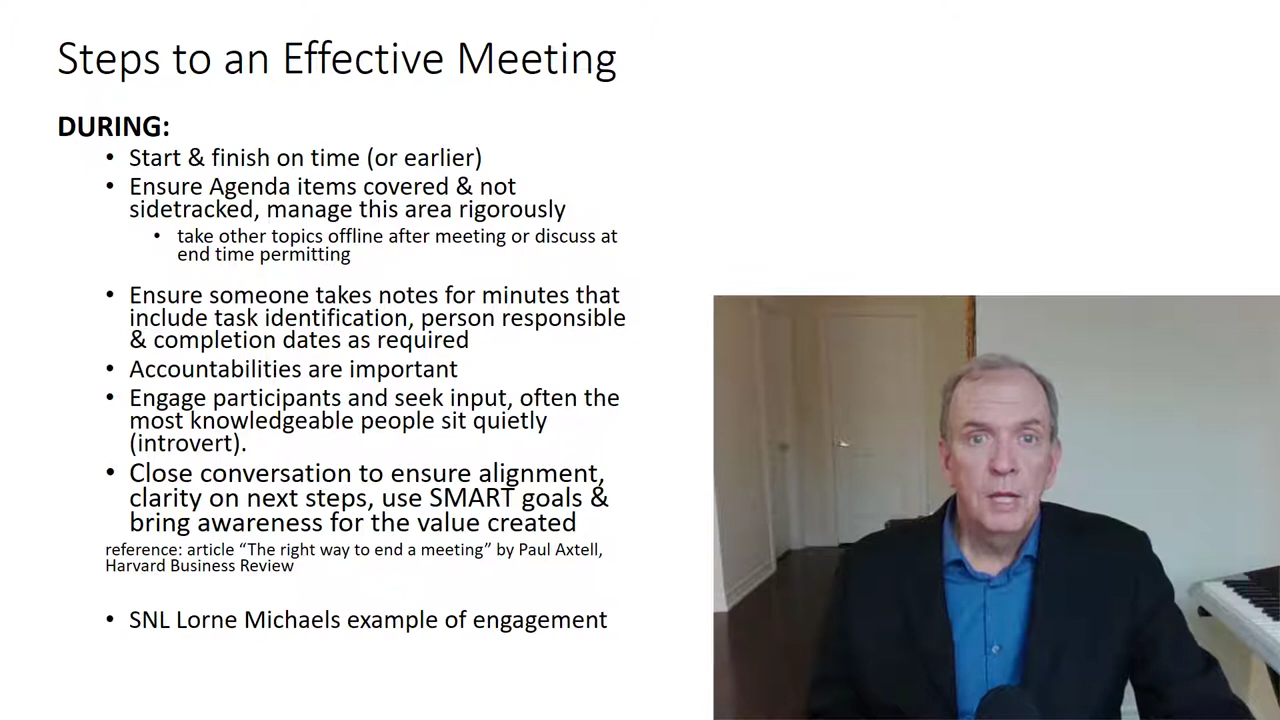 Steps to an Effective Meeting
DURING:
• Start & finish on time (or earlier)
• Ensure Agenda items covered & not
sidetracked, manage this area rigorously
• take other topics offline after meeting or discuss at
end time permitting
• Ensure someone takes notes for minutes that
include task identification, person responsible
& completion dates as required
• Accountabilities are important
• Engage participants and seek input, often the
most knowledgeable people sit quietly
(introvert).
• Close conversation to ensure alignment,
clarity on next steps, use SMART goals &
bring awareness for the value created
reference: article “The right way to end a meeting” by Paul Axtell,
Harvard Business Review
• SNL Lorne Michaels example of engagement